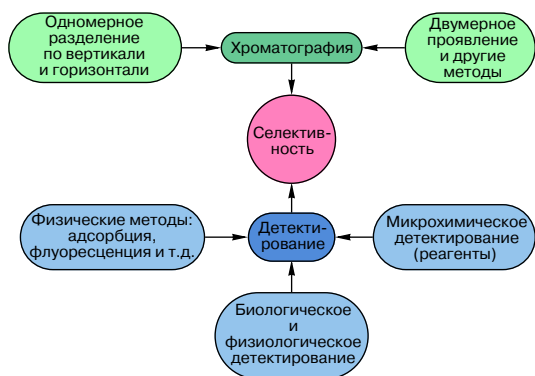 Одномерное
разделение
по вертикали
и горизонтали
Хроматография
Двумерное
проявление
и другие
методы
Селектив-
ность
Физические методы:
адсорбция,
флуоресценция и т.д.
Детекти-
рование
Микрохимическое
детектирование
(реагенты)
Биологическое
и
физиологическое
детектирование